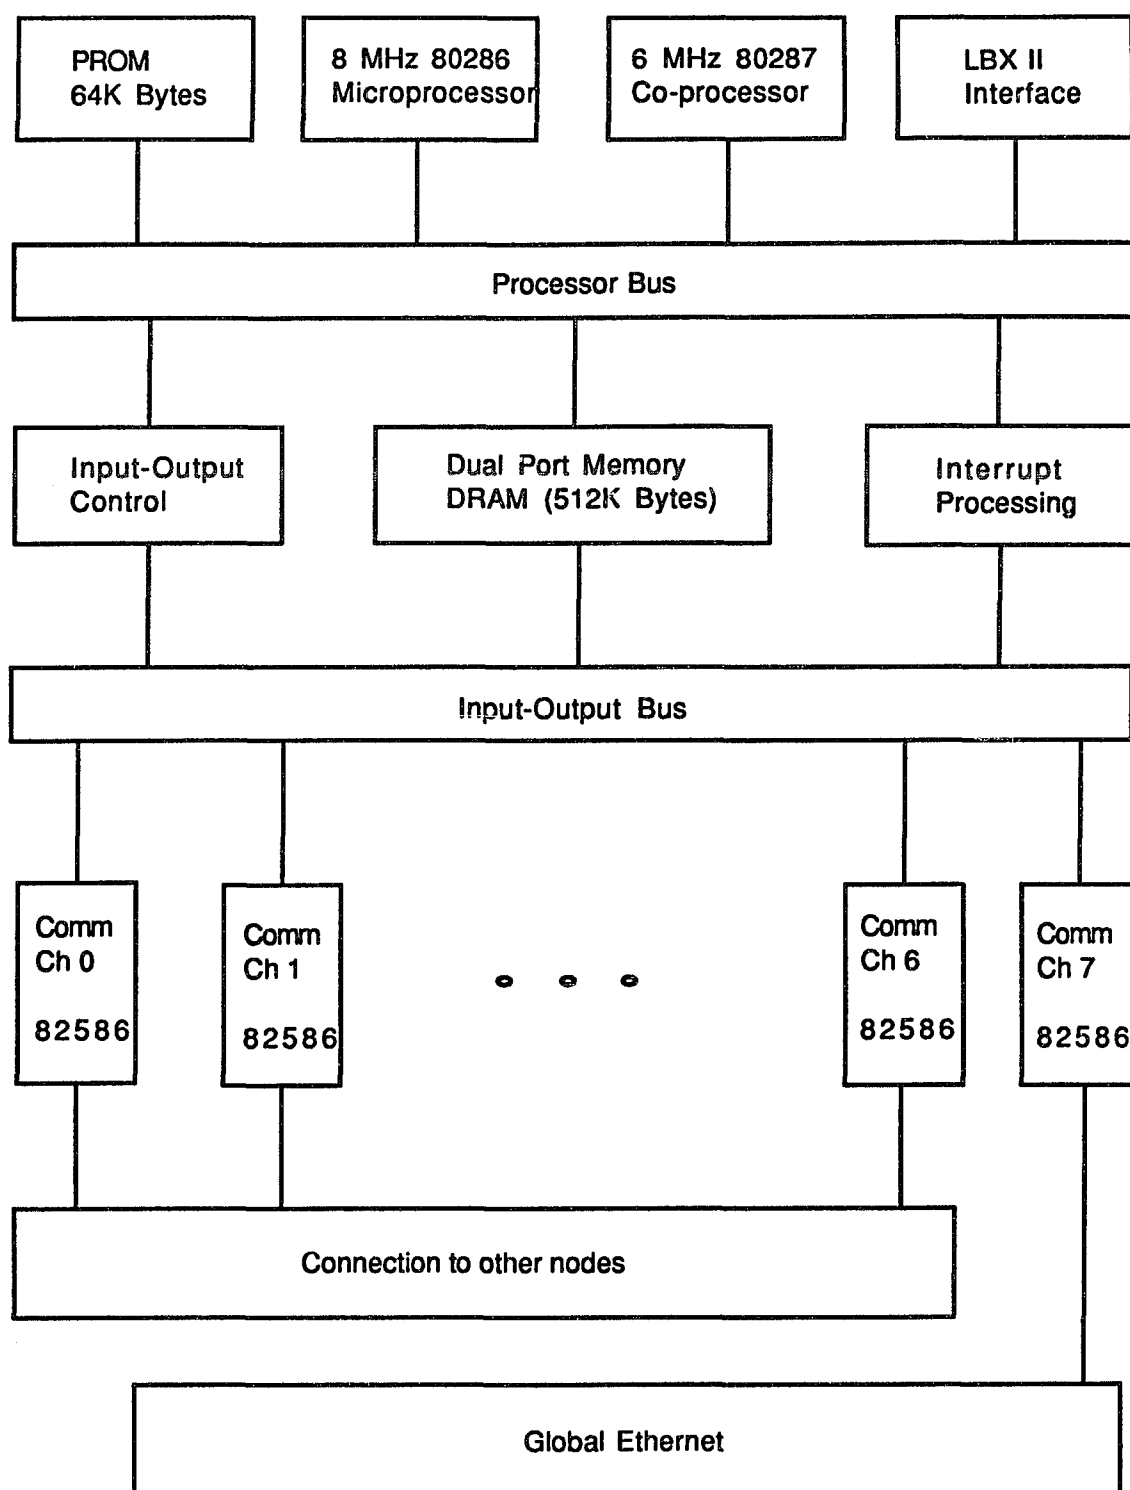 PROM
64K Bytes
8 MHz 80286
Microprocessor
6 MHz 80287
Co-processor
LBX II
Interface
Processor Bus
Input-Output
Control
Dual Port Memory
DRAM (512K Bytes)
Interrupt
Processing
Input-Output Bus
Comm
Ch 0
82586
Comm
Ch 1
82586
Comm
Ch 6
82586
Comm
Ch 7
82586
Connection to other nodes
Global Ethernet